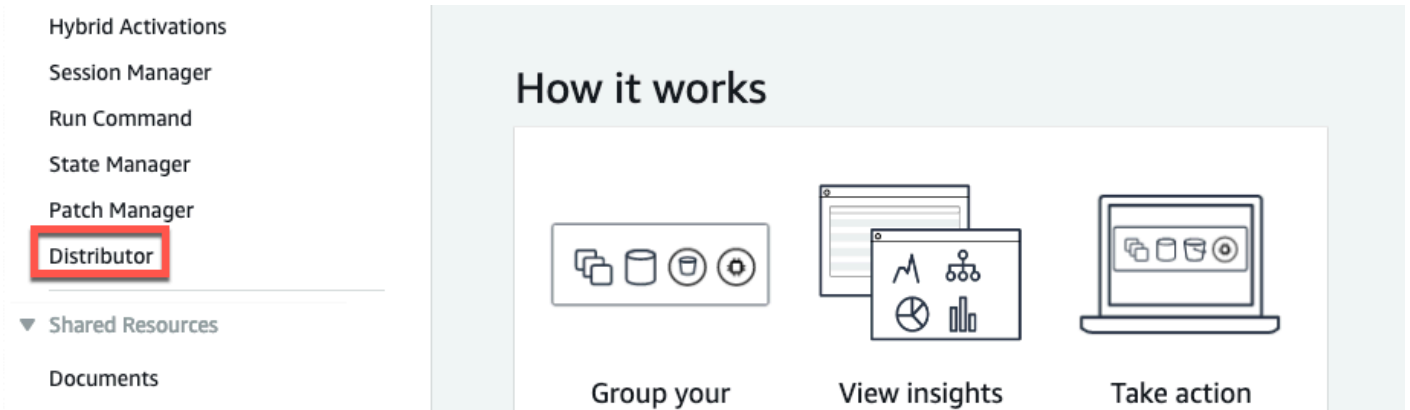 Hybrid Activations
Session Manager
Run Command
State Manager
Patch Manager
Distributor
Shared Resources
Documents
How it works
Group your
View insights
Take action